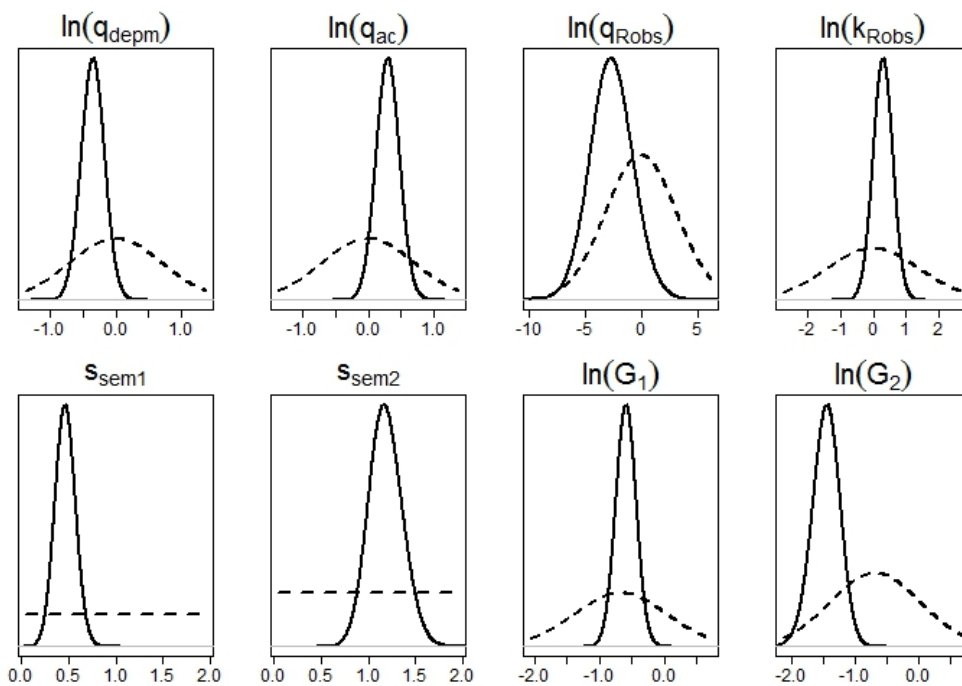 ln(q_depm) ln(q_ac) ln(q_Robs) ln(k_Robs)
-1.0 0.0 1.0 -1.0 0.0 1.0 -10 -5 0 5 -2 -1 0 1 2
s_sem1 s_sem2 ln(G_1) ln(G_2)
0.0 0.5 1.0 1.5 2.0 0.0 0.5 1.0 1.5 2.0 -2.0 -1.0 0.0 -2.0 -1.0 0.0